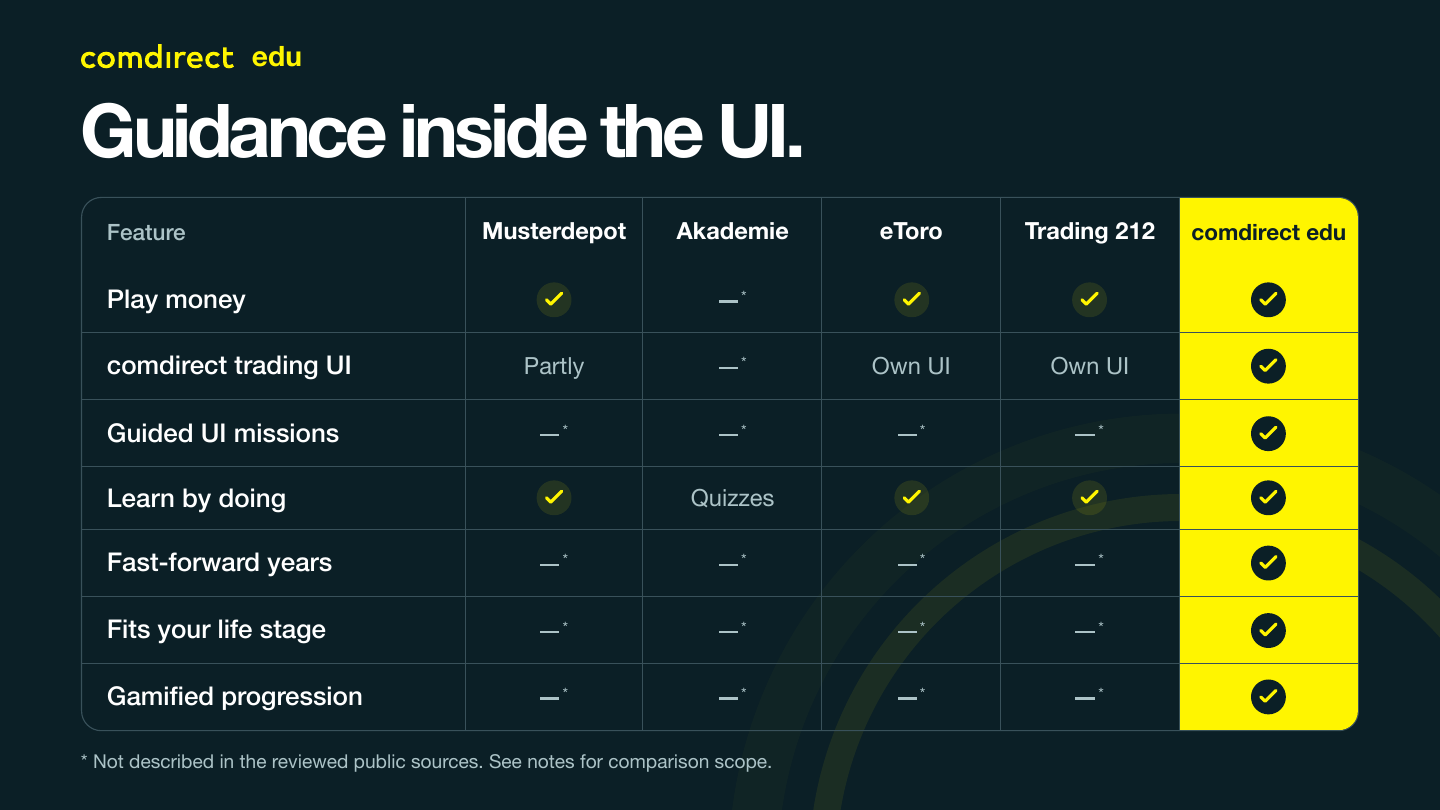 comdırect edu
Guidance inside the UI.
Feature Musterdepot Akademie eToro Trading 212 comdirect edu
Play money ✓ —* ✓ ✓ ✓
comdirect trading UI Partly —* Own UI Own UI ✓
Guided UI missions —* —* —* —* ✓
Learn by doing ✓ Quizzes ✓ ✓ ✓
Fast-forward years —* —* —* —* ✓
Fits your life stage —* —* —* —* ✓
Gamified progression —* —* —* —* ✓
* Not described in the reviewed public sources. See notes for comparison scope.